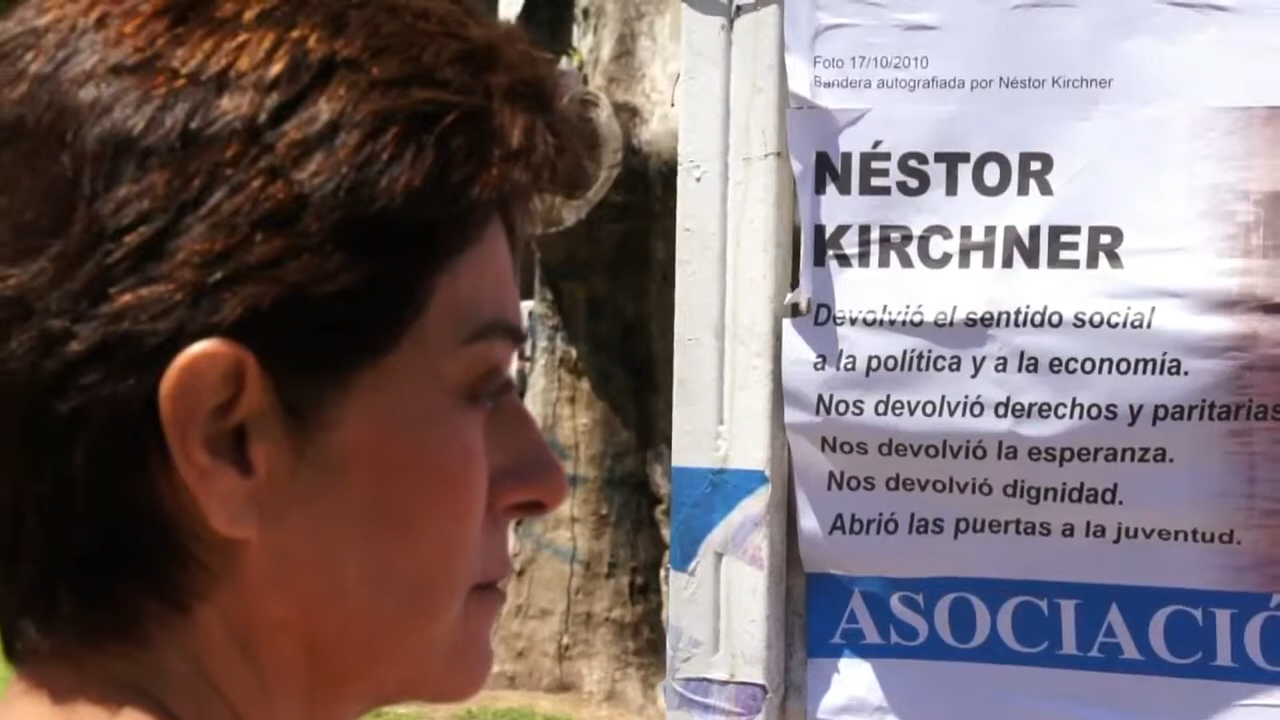 Foto 17/10/2010
Bandera autografiada por Néstor Kirchner
NÉSTOR
KIRCHNER
Devolvió el sentido social
a la política y a la economía.
Nos devolvió derechos y paritarias
Nos devolvió la esperanza.
Nos devolvió dignidad.
Abrió las puertas a la juventud.
ASOCIACIÓ